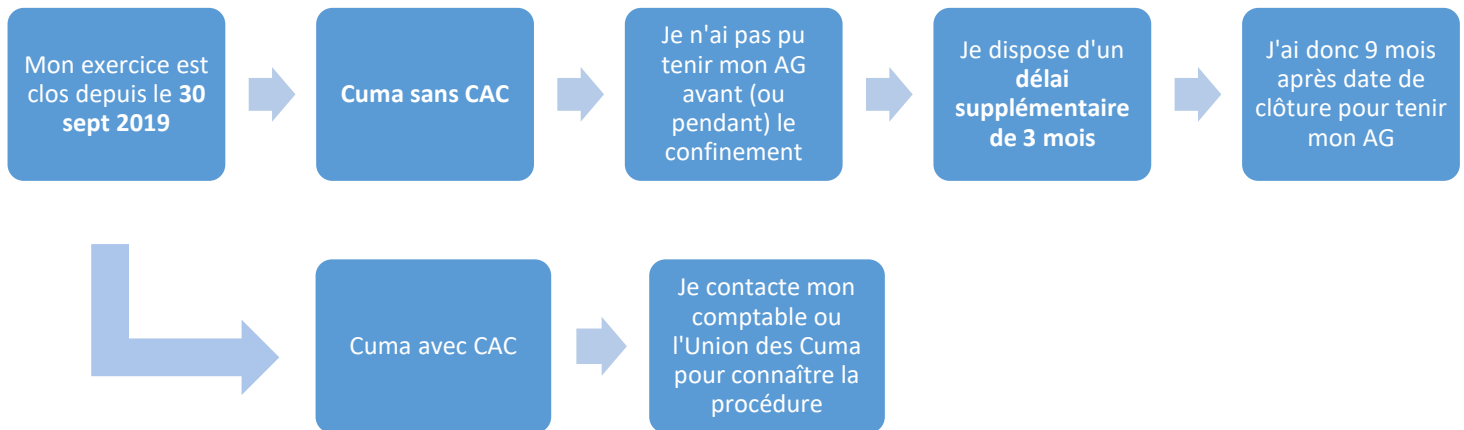 Mon exercice est
clos depuis le 30
sept 2019
Cuma sans CAC
Je n'ai pas pu
tenir mon AG
avant (ou
pendant) le
confinement
Je dispose d'un
délai
supplémentaire
de 3 mois
J'ai donc 9 mois
après date de
clôture pour tenir
mon AG
Cuma avec CAC
Je contacte mon
comptable ou
l'Union des Cuma
pour connaître la
procédure